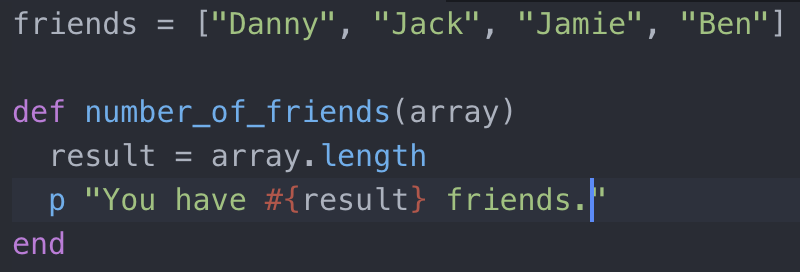 friends = ["Danny", "Jack", "Jamie", "Ben"]
def number_of_friends(array)
result = array.length
p "You have #{result} friends."
end